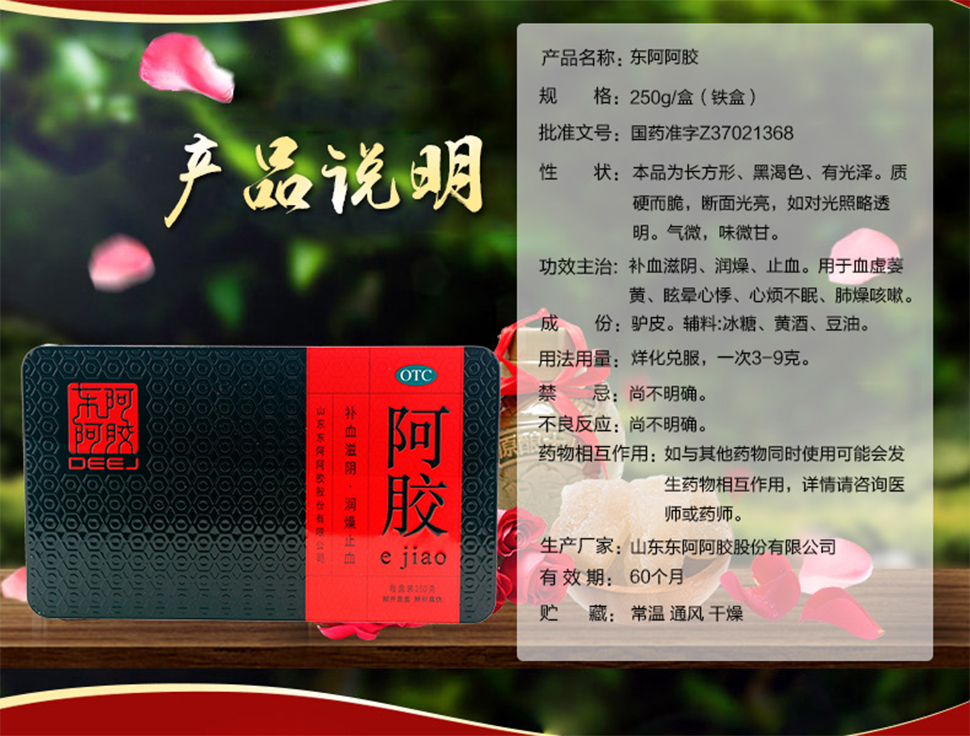 产品说明
产品名称：东阿阿胶
规 格：250g/盒（铁盒）
批准文号：国药准字Z37021368
性 状：本品为长方形、黑渴色、有光泽。质
硬而脆，断面光亮，如对光照略透
明。气微，味微甘。
功效主治：补血滋阴、润燥、止血。用于血虚萎
黄、眩晕心悸、心烦不眠、肺燥咳嗽。
成 份：驴皮。辅料:冰糖、黄酒、豆油。
用法用量：烊化兑服，一次3-9克。
禁 忌：尚不明确。
不良反应：尚不明确。
药物相互作用：如与其他药物同时使用可能会发
生药物相互作用，详情请咨询医
师或药师。
生产厂家：山东东阿阿胶股份有限公司
有 效 期：60个月
贮 藏：常温 通风 干燥
东阿阿胶
DEEJ
OTC
阿胶
e jiao
补血滋阴·润燥止血
山东东阿阿胶股份有限公司
每盒装250克